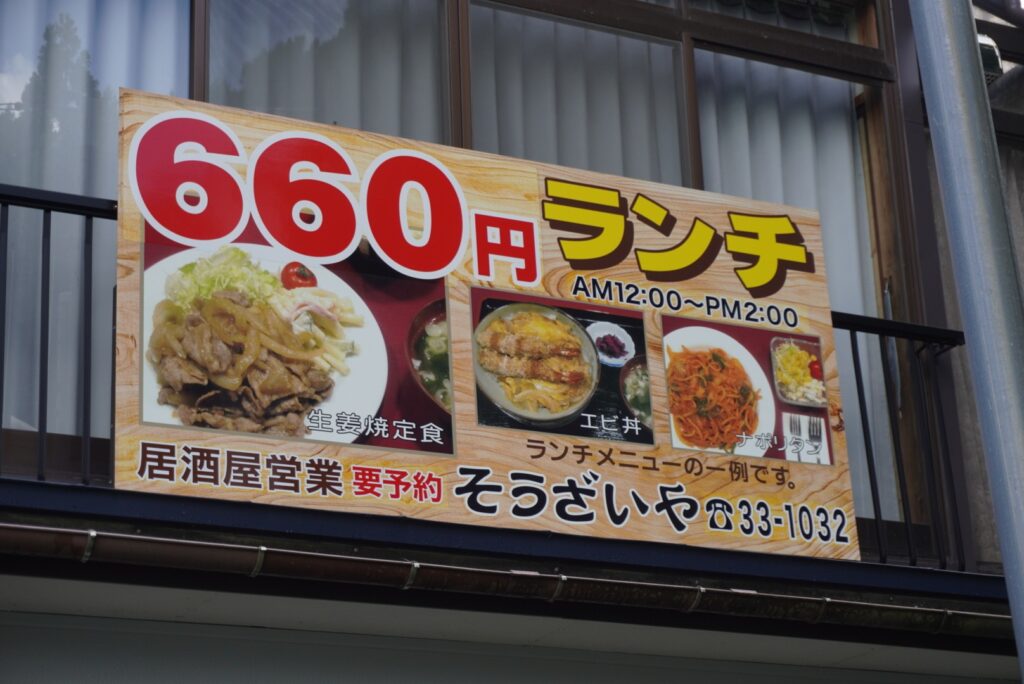 660円 ランチ
AM12:00～PM2:00
生姜焼定食
エビ丼
ナポリタン
ランチメニューの一例です。
居酒屋営業 要予約 そうざいや ☎33-1032